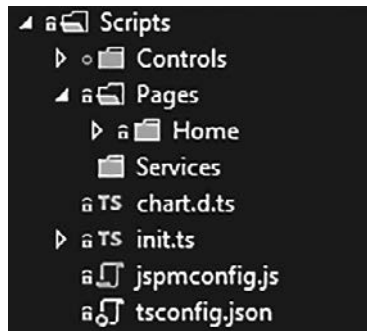 Scripts
Controls
Pages
Home
Services
TS chart.d.ts
TS init.ts
jspmconfig.js
tsconfig.json